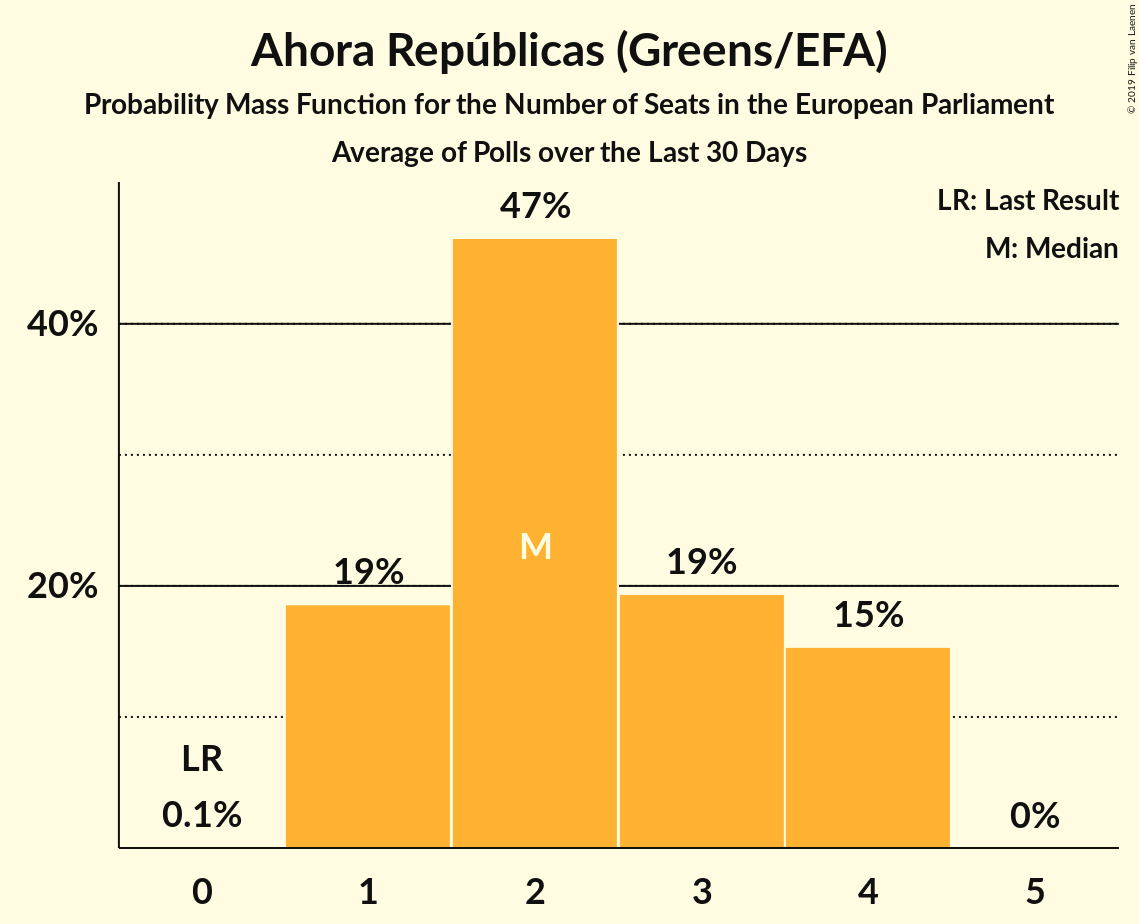 Ahora Repúblicas (Greens/EFA)
Probability Mass Function for the Number of Seats in the European Parliament
Average of Polls over the Last 30 Days
© 2019 Filip van Laenen
LR: Last Result
M: Median
47%
40%
M
19%
19%
20%
15%
LR
0.1%
0%
0 1 2 3 4 5